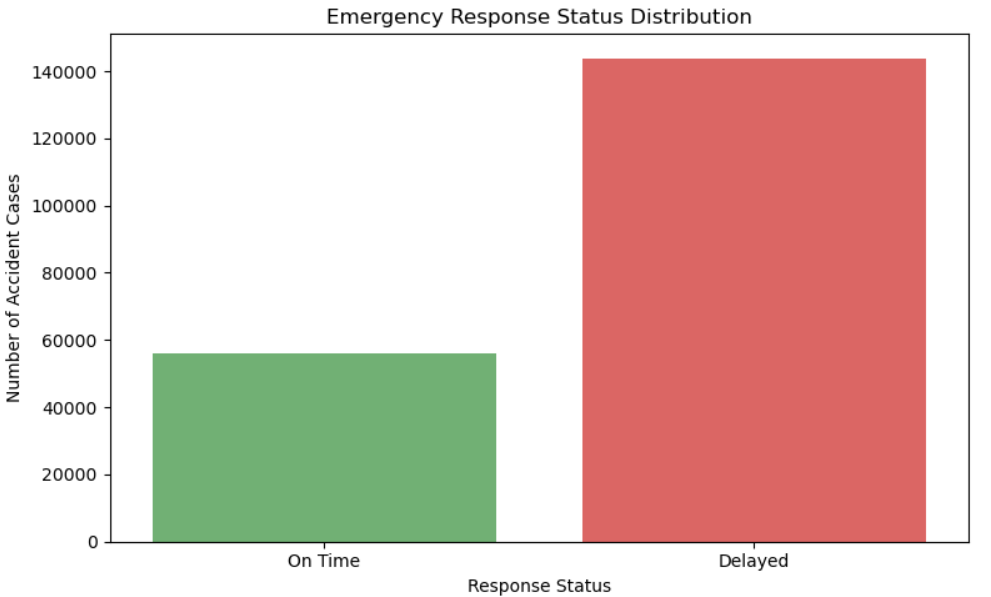 Emergency Response Status Distribution
Number of Accident Cases
140000
120000
100000
80000
60000
40000
20000
0
On Time
Delayed
Response Status